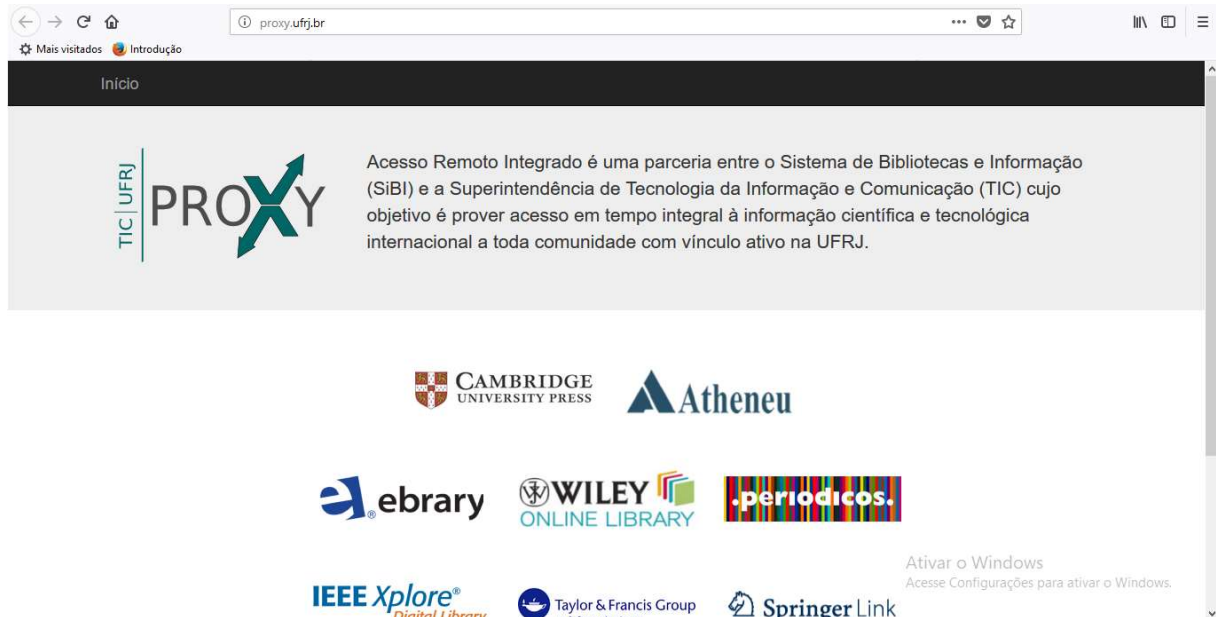 proxy.ufrj.br
Mais visitados Introdução
Início
TIC | UFRJ
PROXY
Acesso Remoto Integrado é uma parceria entre o Sistema de Bibliotecas e Informação
(SiBI) e a Superintendência de Tecnologia da Informação e Comunicação (TIC) cujo
objetivo é prover acesso em tempo integral à informação científica e tecnológica
internacional a toda comunidade com vínculo ativo na UFRJ.
CAMBRIDGE
UNIVERSITY PRESS
Atheneu
ebrary
WILEY
ONLINE LIBRARY
.periodicos.
Ativar o Windows
Acesse Configurações para ativar o Windows.
IEEE Xplore®
Digital Library
Taylor & Francis Group
Springer Link